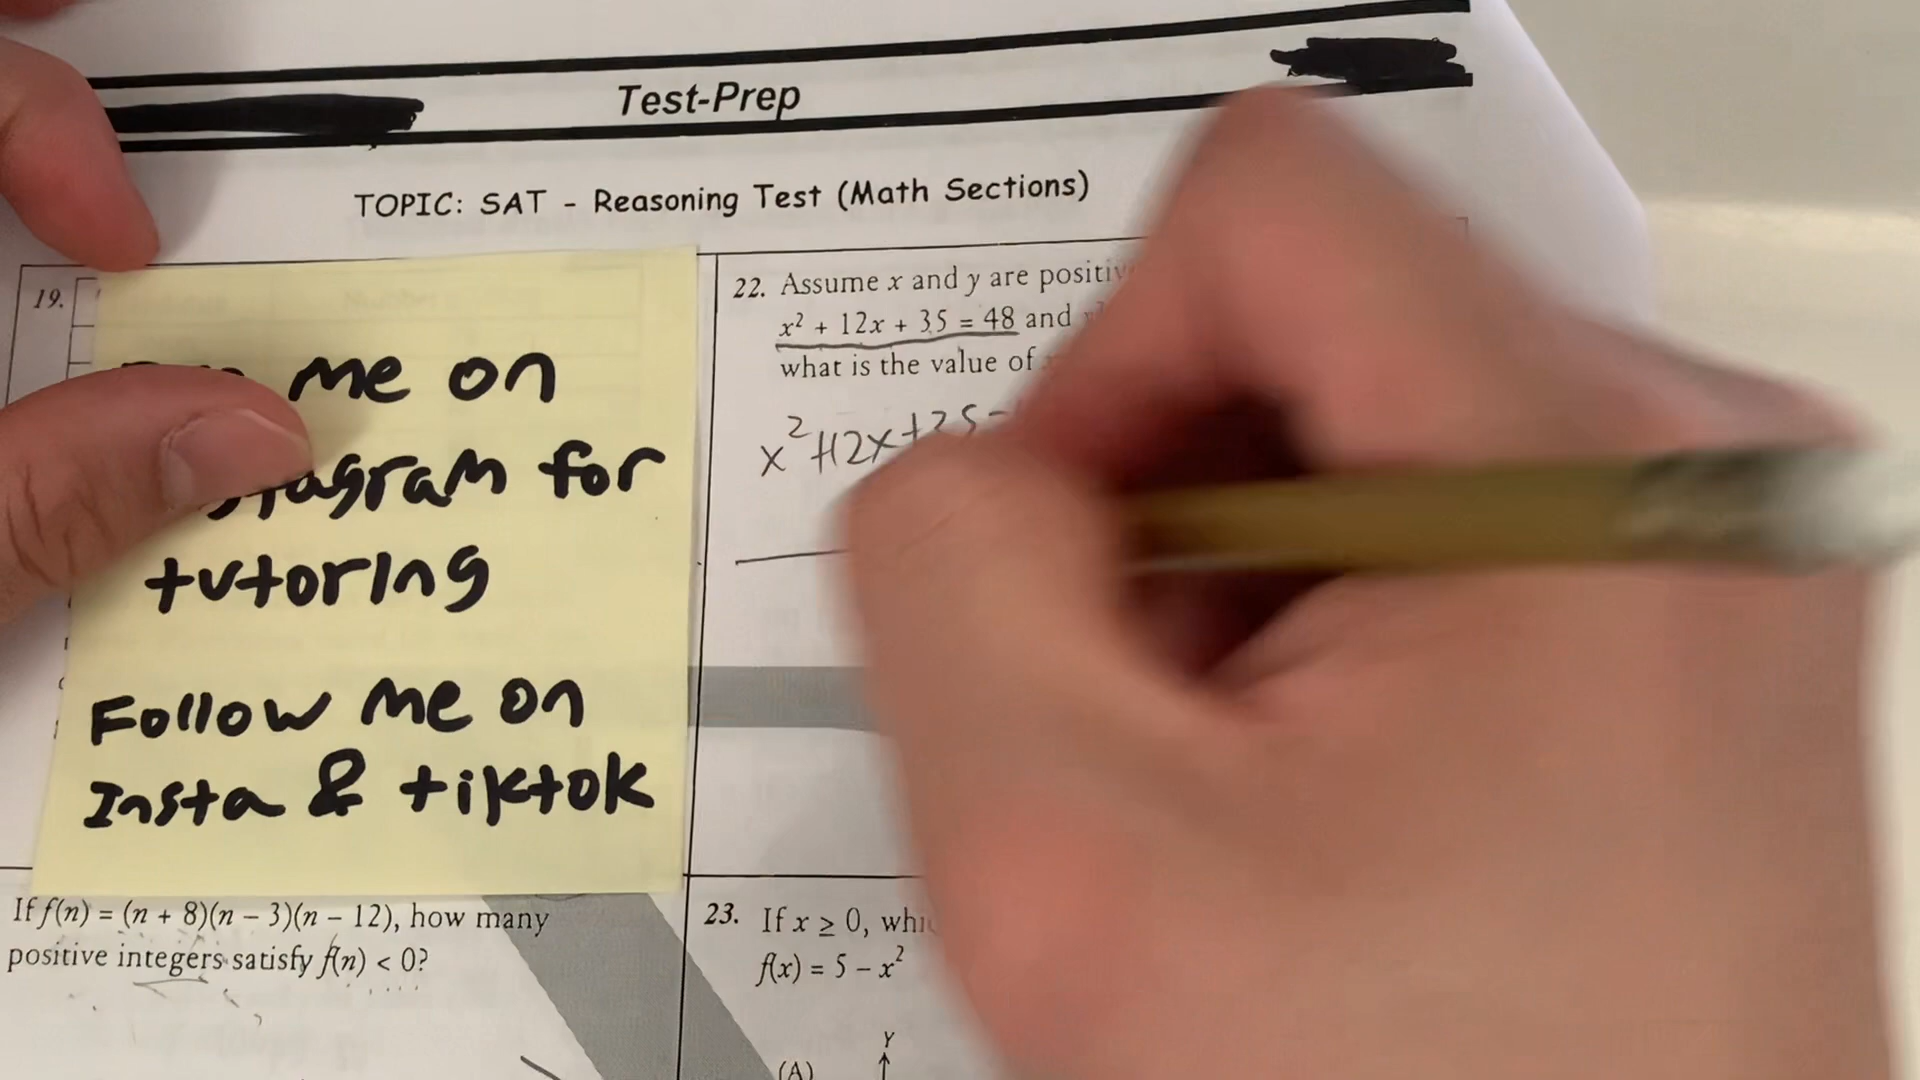 Test-Prep
TOPIC: SAT - Reasoning Test (Math Sections)
19.
me on
for
tutoring
Follow me on
Insta & tiktok
If f(n) = (n + 8)(n – 3)(n – 12), how many
positive integers satisfy f(n) < 0?
22. Assume x and y are
x² + 12x + 35 = 48 and
what is the value of
x² +12x+35
23. If x ≥ 0,
f(x) = 5 – x²
Y
(A)